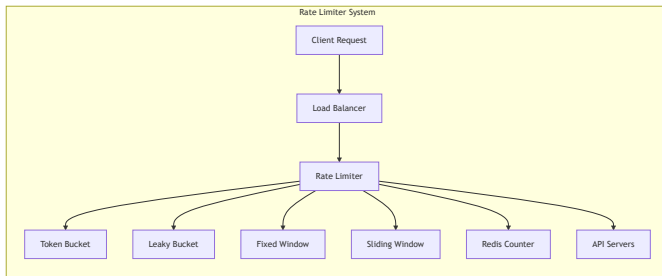 Rate Limiter System
Client Request
Load Balancer
Rate Limiter
Token Bucket
Leaky Bucket
Fixed Window
Sliding Window
Redis Counter
API Servers